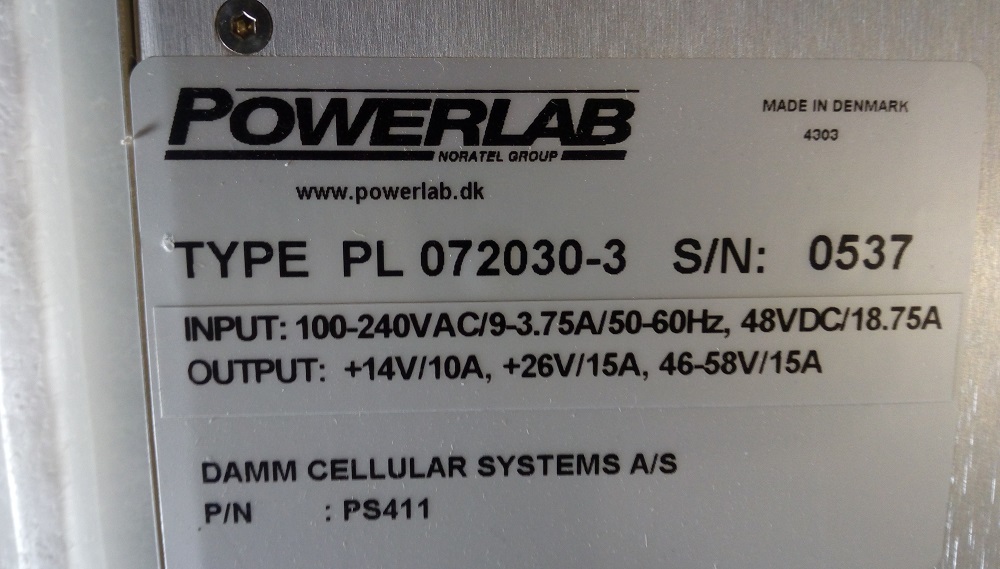 POWERLAB
NORATEL GROUP
MADE IN DENMARK
4303
www.powerlab.dk
TYPE PL 072030-3 S/N: 0537
INPUT: 100-240VAC/9-3.75A/50-60Hz, 48VDC/18.75A
OUTPUT: +14V/10A, +26V/15A, 46-58V/15A
DAMM CELLULAR SYSTEMS A/S
P/N : PS411